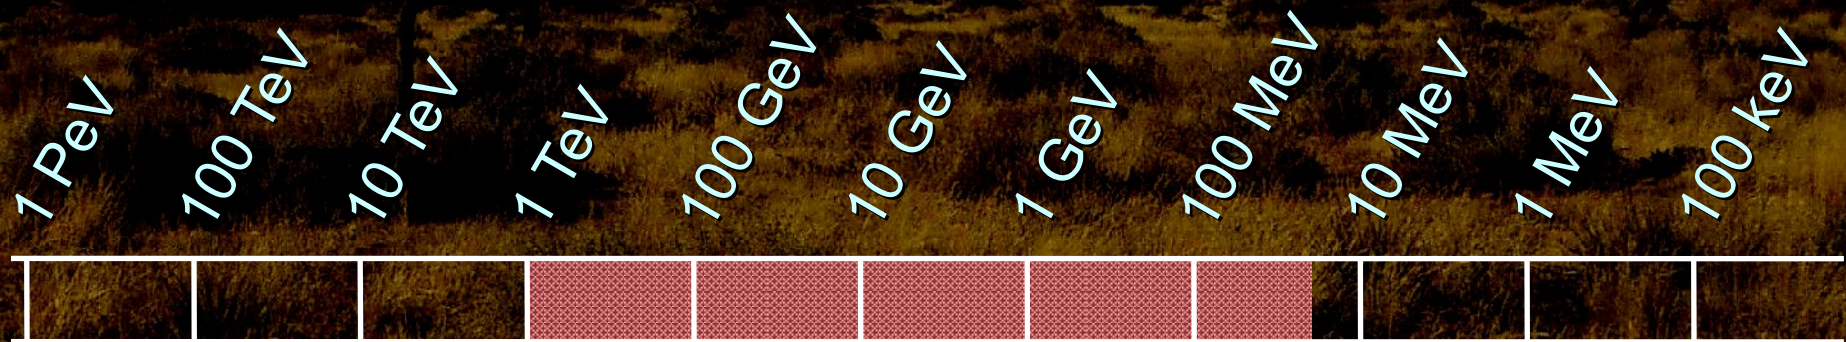 1 PeV
100 TeV
10 TeV
1 TeV
100 GeV
10 GeV
1 GeV
100 MeV
10 MeV
1 MeV
100 keV